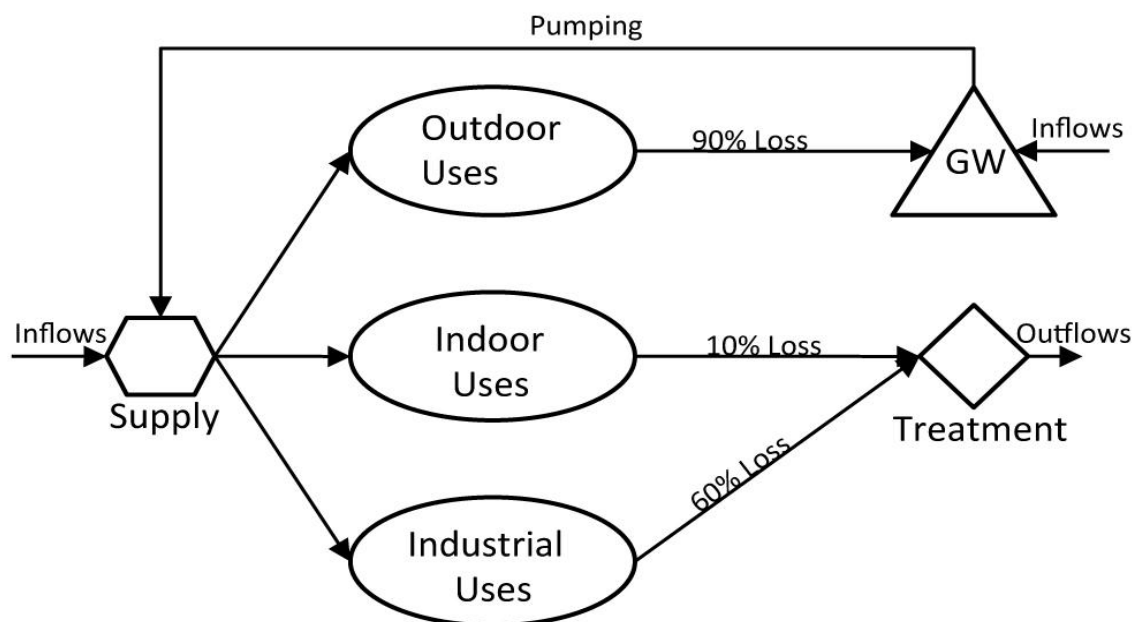 Pumping
Outdoor
Uses
90% Loss
Inflows
GW
Inflows
Supply
Indoor
Uses
10% Loss
Outflows
Treatment
60% Loss
Industrial
Uses